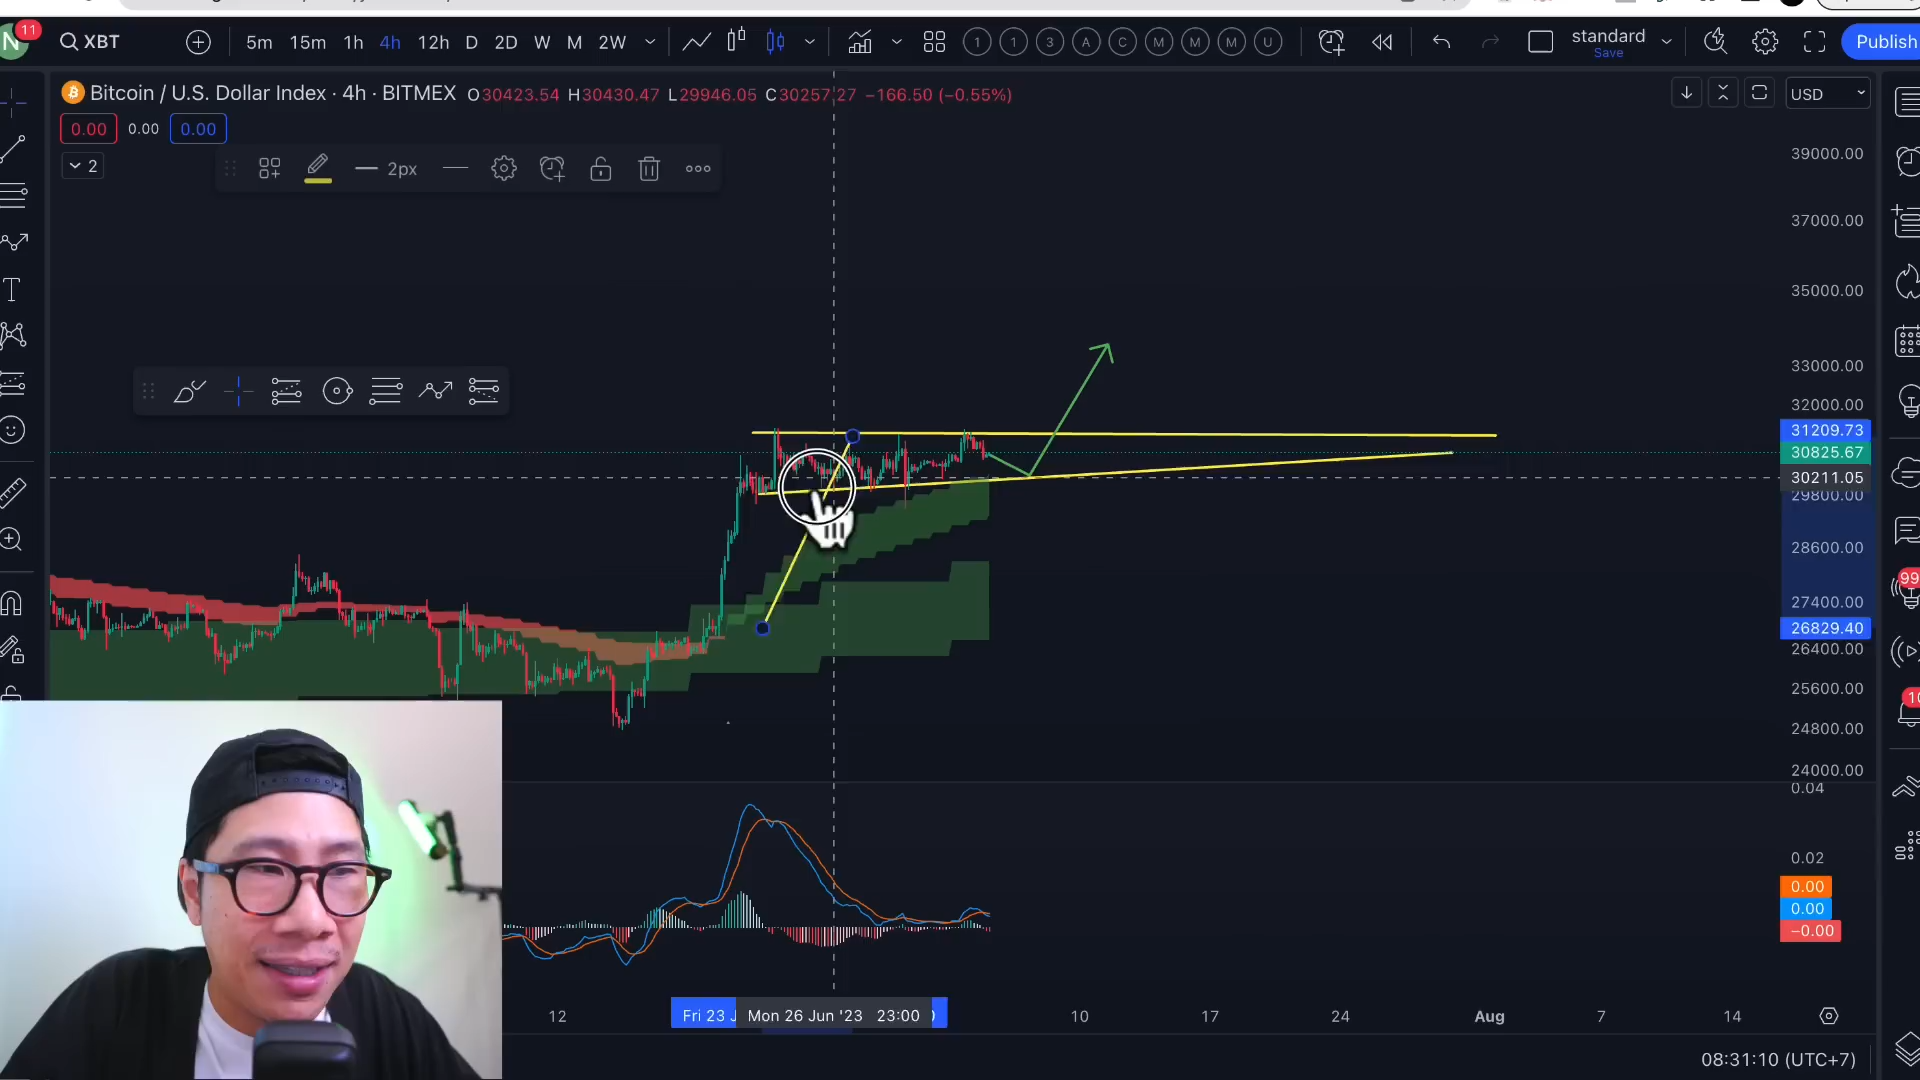 N
11
XBT
5m 15m 1h 4h 12h D 2D W M 2W
1 1 3 A C M M M U
standard
Save
Publish
Bitcoin / U.S. Dollar Index · 4h · BITMEX O30423.54 H30430.47 L29946.05 C30257.27 −166.50 (−0.55%)
USD
0.00 0.00 0.00
2px
2
39000.00
37000.00
35000.00
33000.00
32000.00
31209.73
30825.67
30211.05
29800.00
28600.00
27400.00
26829.40
26400.00
25600.00
24800.00
24000.00
0.04
0.02
0.00
0.00
−0.00
99
10
12
Fri 23 J
Mon 26 Jun '23 23:00
10 17 24 Aug 7 14
08:31:10 (UTC+7)